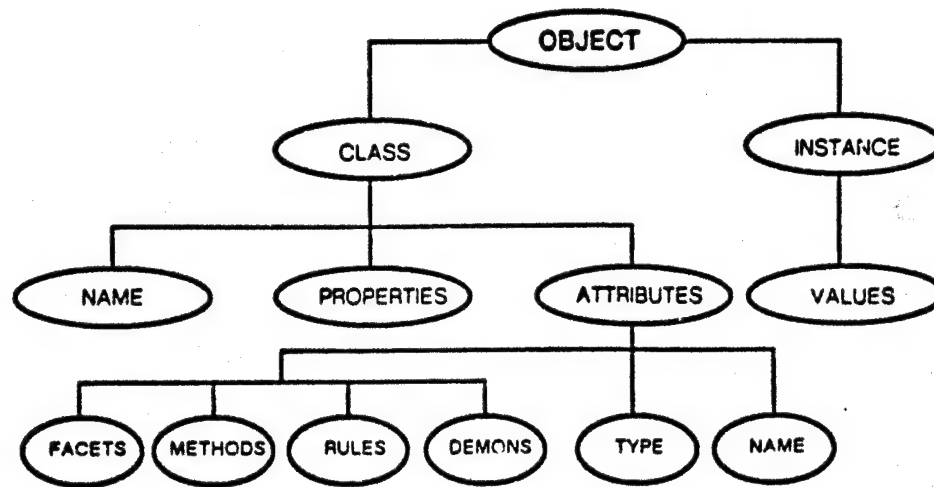 OBJECT
CLASS
INSTANCE
NAME
PROPERTIES
ATTRIBUTES
VALUES
FACETS
METHODS
RULES
DEMONS
TYPE
NAME